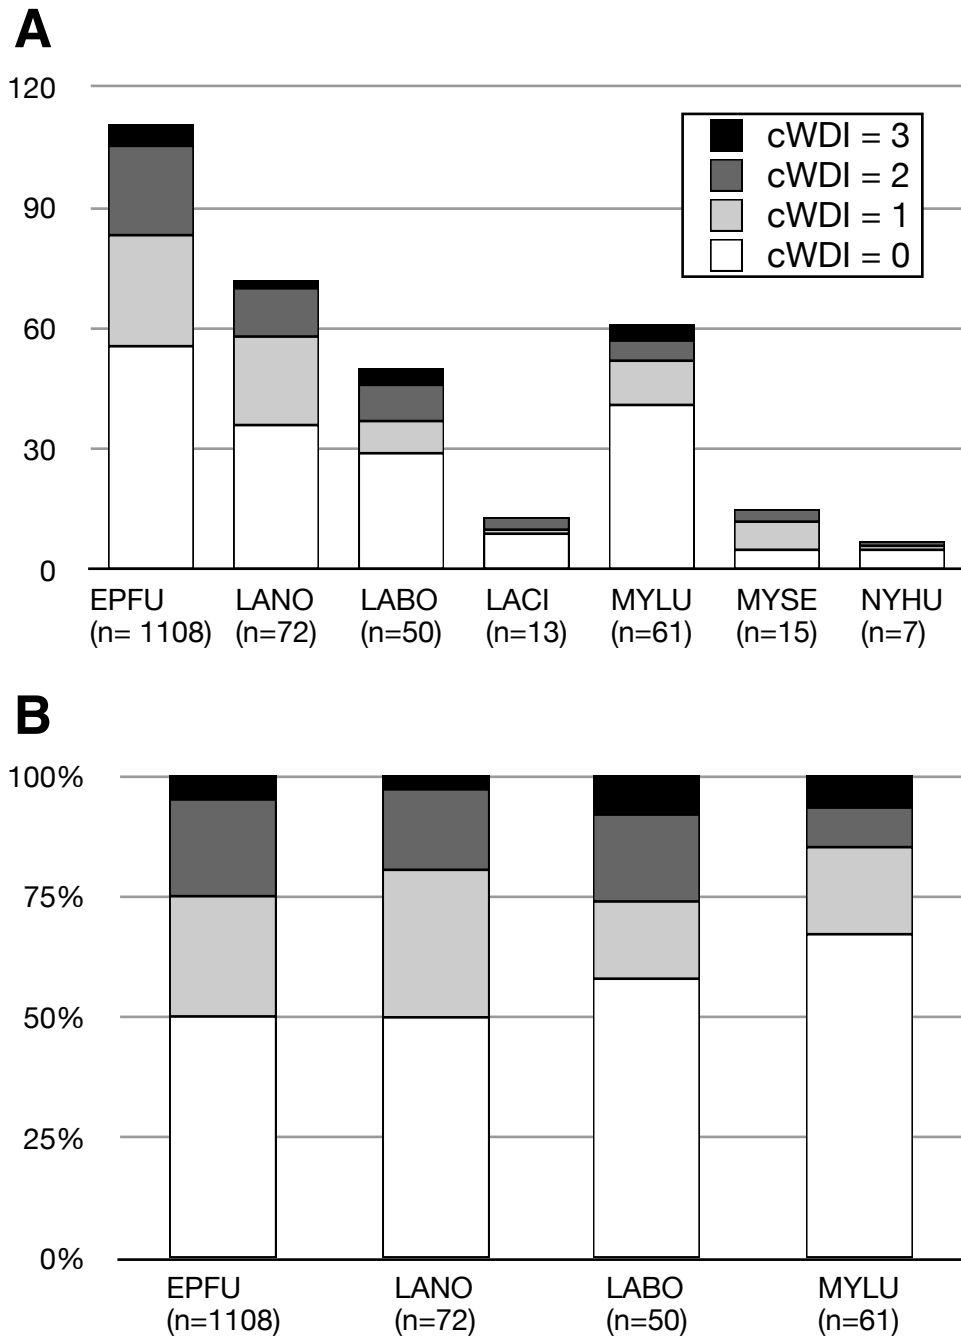 A
120
90
60
30
0
cWDI = 3
cWDI = 2
cWDI = 1
cWDI = 0
EPFU LANO LABO LACI MYLU MYSE NYHU
(n= 1108) (n=72) (n=50) (n=13) (n=61) (n=15) (n=7)
B
100%
75%
50%
25%
0%
EPFU LANO LABO MYLU
(n=1108) (n=72) (n=50) (n=61)